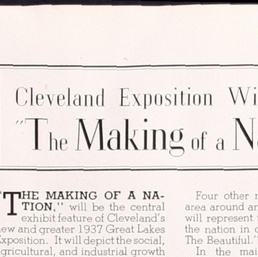 Cleveland Exposition Wi
"The Making of a N
"THE MAKING OF A NA-
TION," will be the central
exhibit feature of Cleveland's
new and greater 1937 Great Lakes
Exposition. It will depict the social,
agricultural, and industrial growth
Four other
area around an
will represent
the nation in
The Beautiful."
In the mai